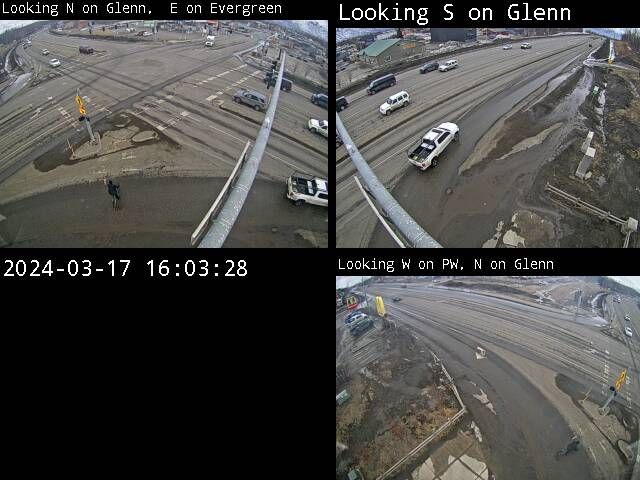 Looking N on Glenn,  E on Evergreen
Looking S on Glenn
2024-03-17 16:03:28
Looking W on PW, N on Glenn